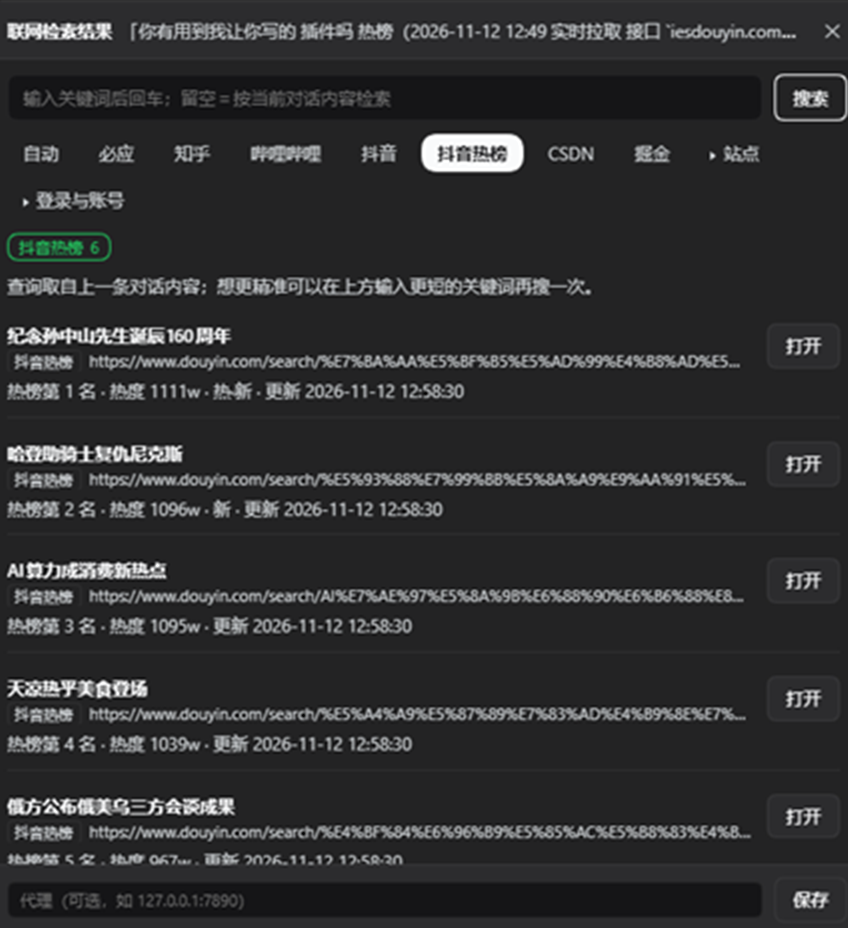 联网检索结果 「你有用到我让你写的 插件吗 热榜（2026-11-12 12:49 实时拉取 接口 `iesdouyin.com...
输入关键词后回车；留空=按当前对话内容检索 搜索
自动 必应 知乎 哔哩哔哩 抖音 抖音热榜 CSDN 掘金 ▸ 站点
▸ 登录与账号
抖音热榜 6
查询取自上一条对话内容；想更精准可以在上方输入更短的关键词再搜一次。
纪念孙中山先生诞辰160周年 打开
抖音热榜 https://www.douyin.com/search/%E7%BA%AA%E5%BF%B5%E5%AD%99%E4%B8%AD%E5...
热榜第 1 名 · 热度 1111w · 热·新 · 更新 2026-11-12 12:58:30
哈登助骑士复仇尼克斯 打开
抖音热榜 https://www.douyin.com/search/%E5%93%88%E7%99%BB%E5%8A%A9%E9%AA%91%E5%...
热榜第 2 名 · 热度 1096w · 新 · 更新 2026-11-12 12:58:30
AI算力成消费新热点 打开
抖音热榜 https://www.douyin.com/search/AI%E7%AE%97%E5%8A%9B%E6%88%90%E6%B6%88%E8...
热榜第 3 名 · 热度 1095w · 更新 2026-11-12 12:58:30
天凉热乎美食登场 打开
抖音热榜 https://www.douyin.com/search/%E5%A4%A9%E5%87%89%E7%83%AD%E4%B9%8E%E7%...
热榜第 4 名 · 热度 1039w · 更新 2026-11-12 12:58:30
俄方公布俄美乌三方会谈成果 打开
抖音热榜 https://www.douyin.com/search/%E4%BF%84%E6%96%B9%E5%85%AC%E5%B8%83%E4%B...
热榜第 5 名 · 热度 967w · 更新 2026-11-12 12:58:30
代理（可选，如 127.0.0.1:7890） 保存